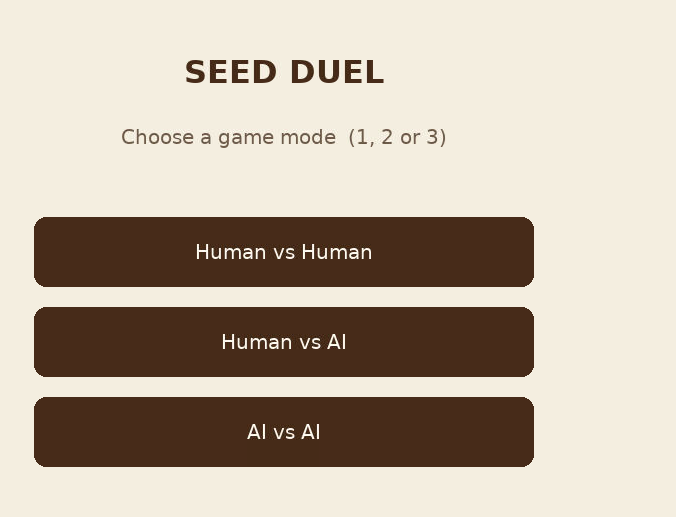 SEED DUEL
Choose a game mode  (1, 2 or 3)
Human vs Human
Human vs AI
AI vs AI